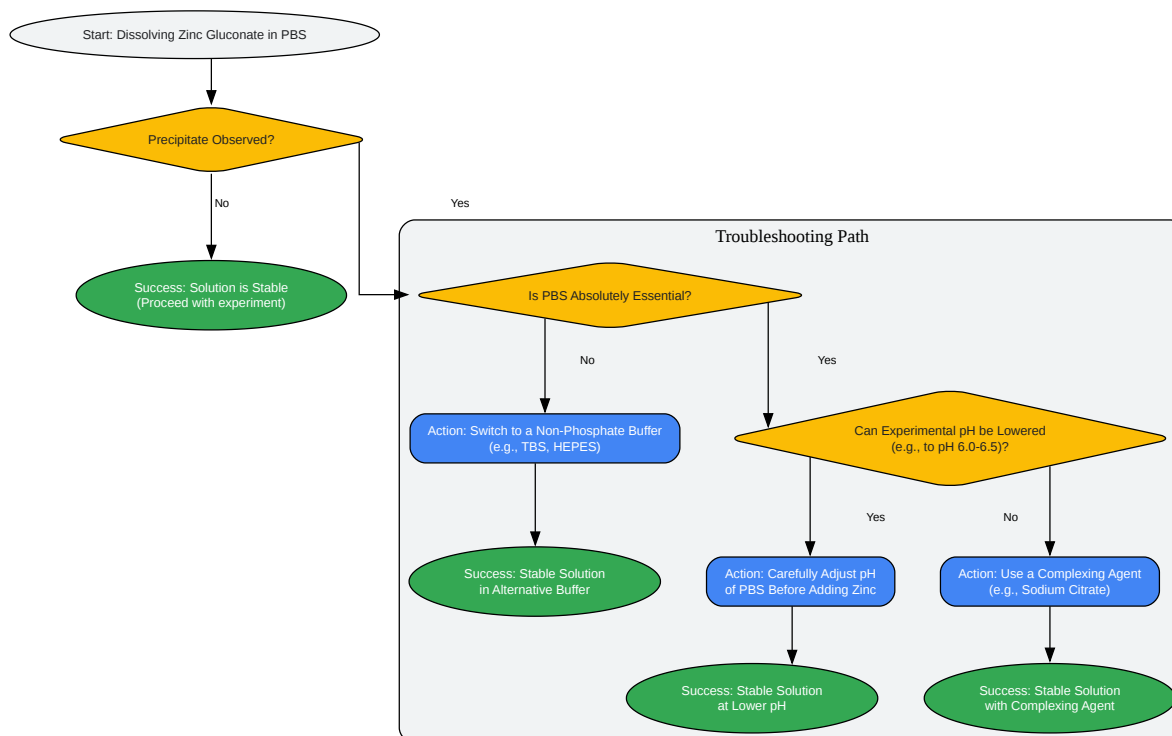 Start: Dissolving Zinc Gluconate in PBS
Precipitate Observed?
No
Yes
Success: Solution is Stable
(Proceed with experiment)
Troubleshooting Path
Is PBS Absolutely Essential?
No
Yes
Action: Switch to a Non-Phosphate Buffer
(e.g., TBS, HEPES)
Can Experimental pH be Lowered
(e.g., to pH 6.0-6.5)?
Yes
No
Success: Stable Solution
in Alternative Buffer
Action: Carefully Adjust pH
of PBS Before Adding Zinc
Action: Use a Complexing Agent
(e.g., Sodium Citrate)
Success: Stable Solution
at Lower pH
Success: Stable Solution
with Complexing Agent